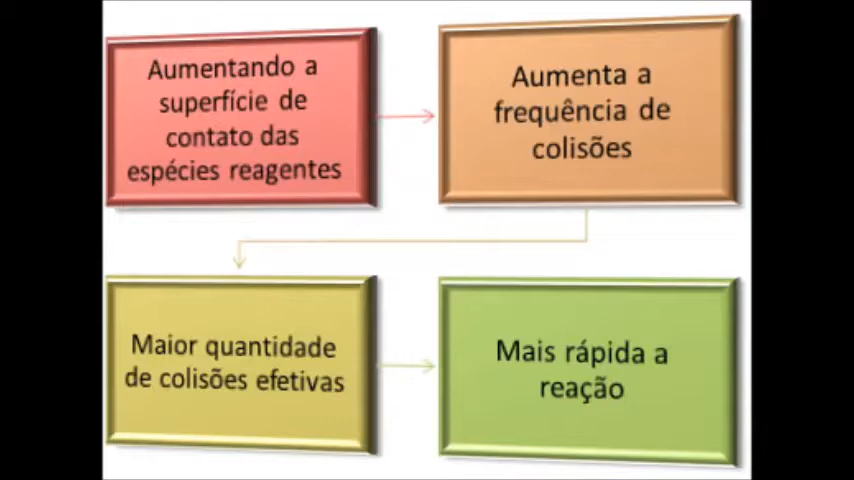 Aumentando a
superfície de
contato das
espécies reagentes
Aumenta a
frequência de
colisões
Maior quantidade
de colisões efetivas
Mais rápida a
reação